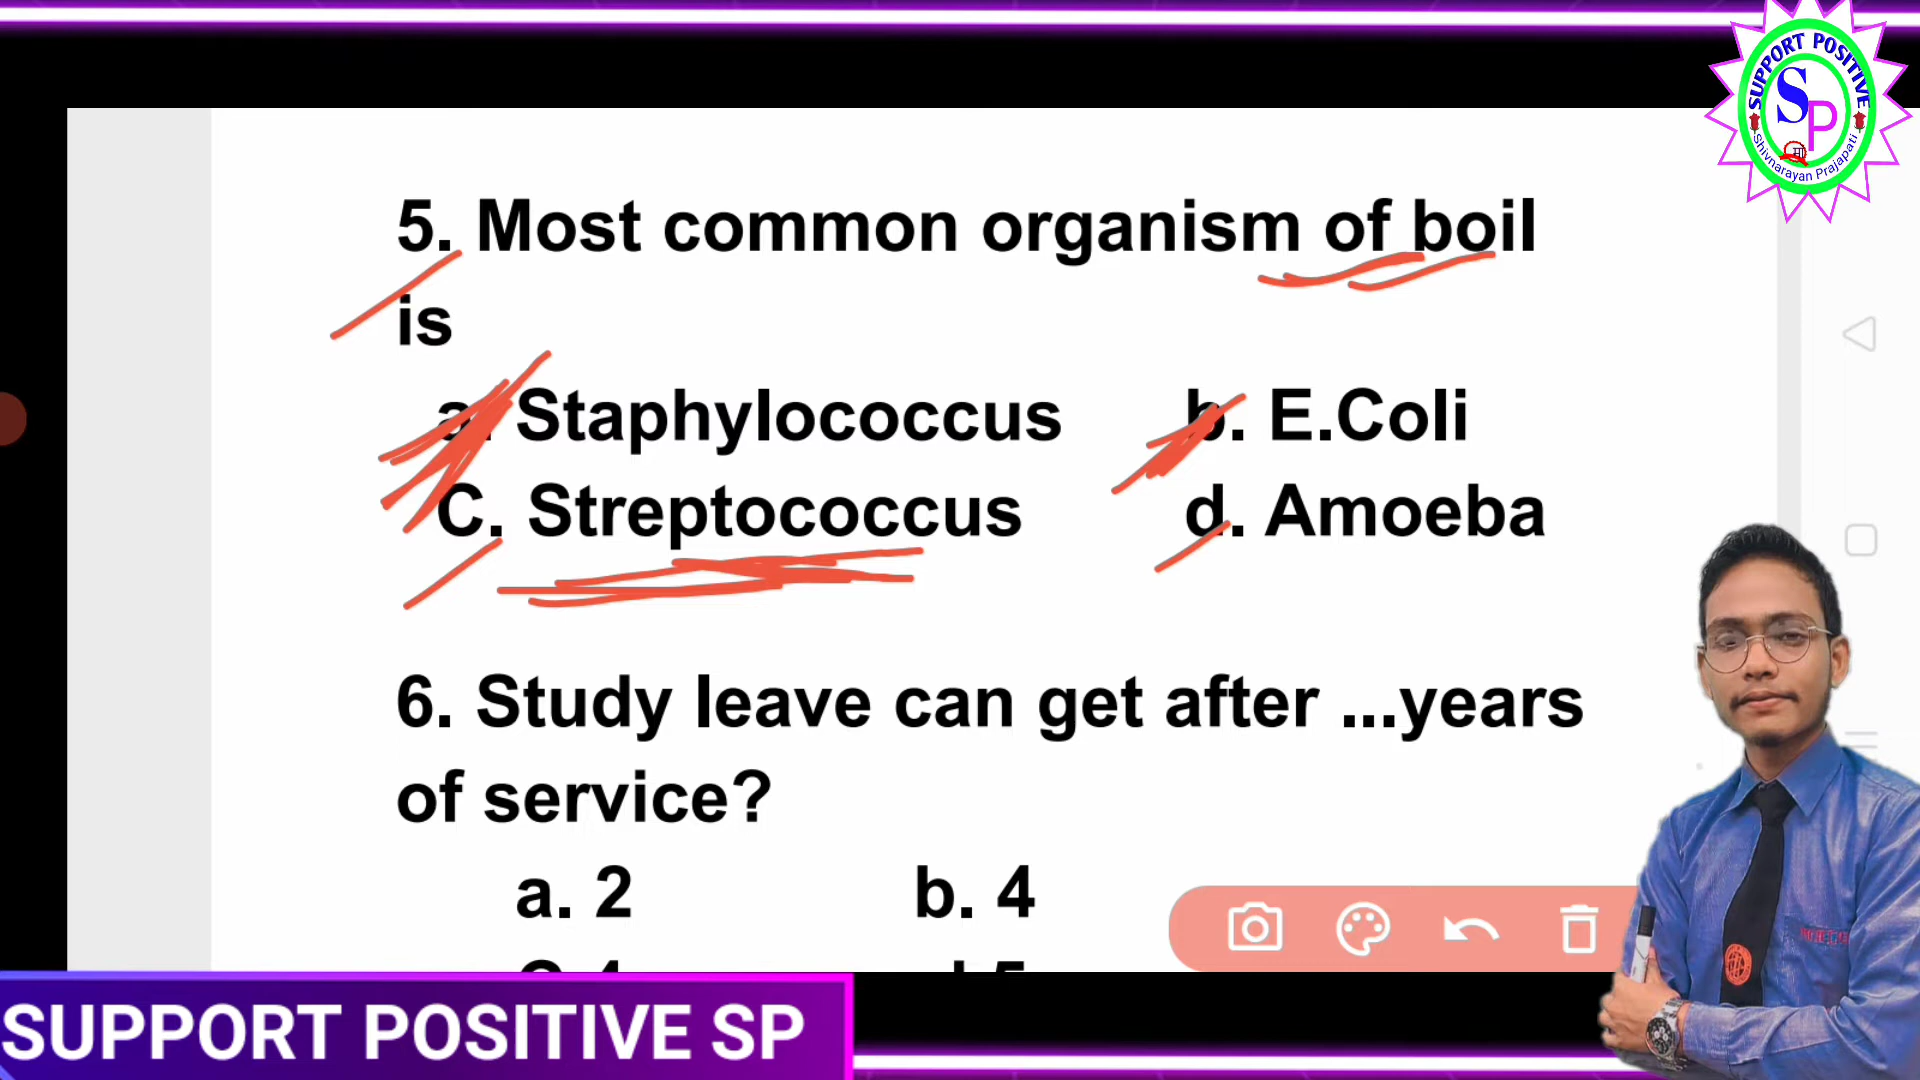 SUPPORT POSITIVE
SP
Shivnarayan Prajapati
5. Most common organism of boil
is
a. Staphylococcus b. E.Coli
C. Streptococcus d. Amoeba
6. Study leave can get after ...years
of service?
a. 2 b. 4
SUPPORT POSITIVE SP